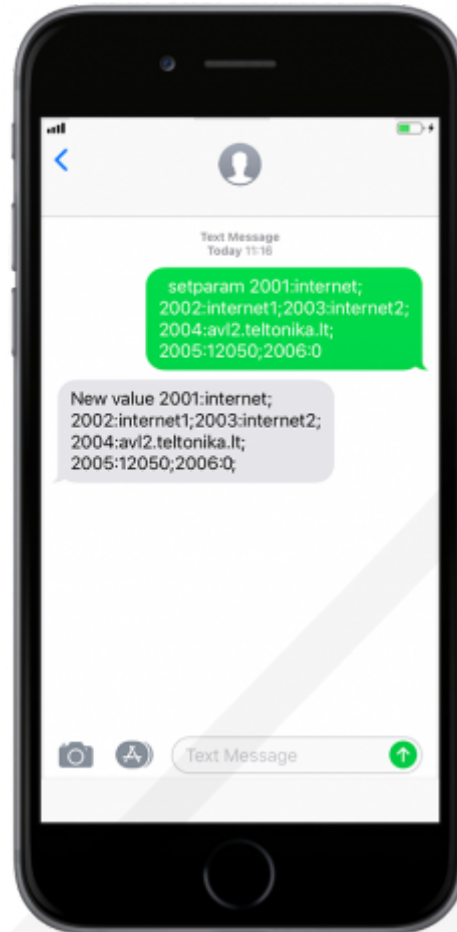 Text Message
Today 11:16
setparam 2001:internet;
2002:internet1;2003:internet2;
2004:avl2.teltonika.lt;
2005:12050;2006:0
New value 2001:internet;
2002:internet1;2003:internet2;
2004:avl2.teltonika.lt;
2005:12050;2006:0;
Text Message